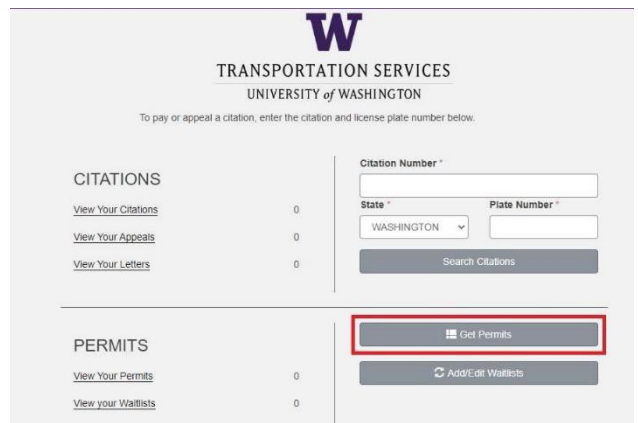 W
TRANSPORTATION SERVICES
UNIVERSITY of WASHINGTON
To pay or appeal a citation, enter the citation and license plate number below.
CITATIONS
View Your Citations 0
View Your Appeals 0
View Your Letters 0
Citation Number *
State * Plate Number *
WASHINGTON
Search Citations
PERMITS
View Your Permits 0
View your Waitlists 0
Get Permits
Add/Edit Waitlists